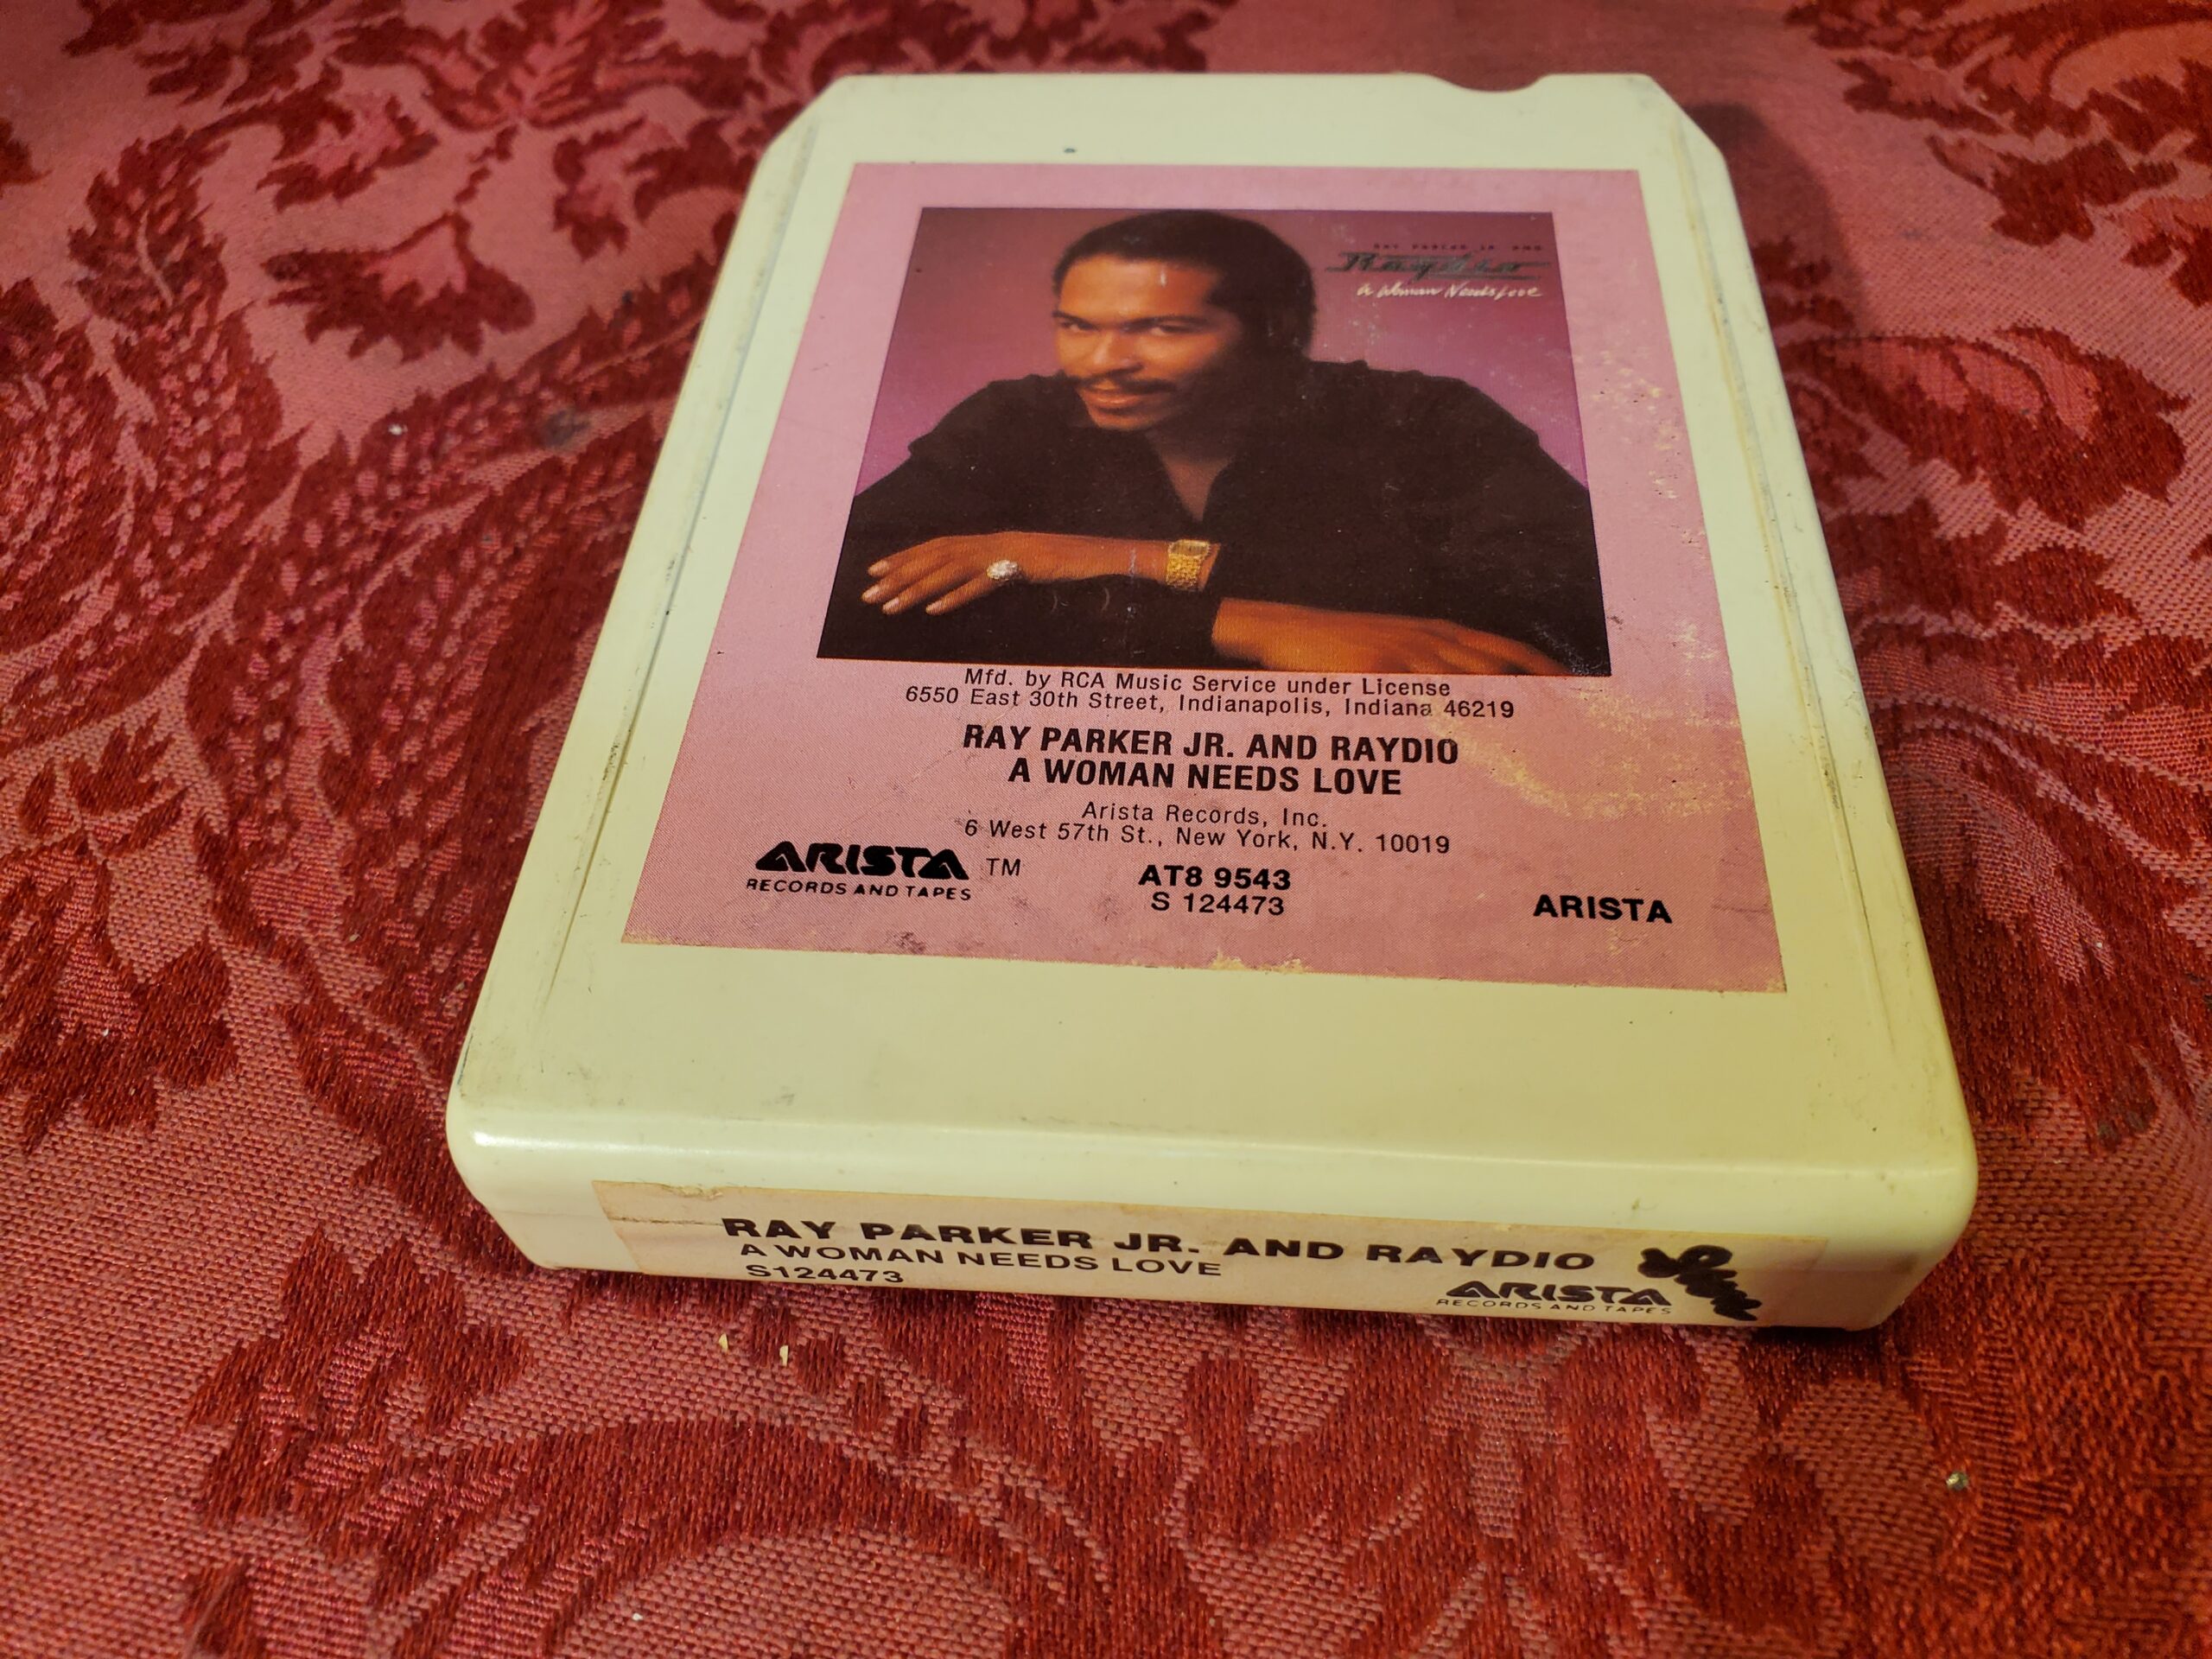 RAY PARKER JR. AND
Raydio
A Woman Needs Love
Mfd. by RCA Music Service under License
6550 East 30th Street, Indianapolis, Indiana 46219
RAY PARKER JR. AND RAYDIO
A WOMAN NEEDS LOVE
Arista Records, Inc.
6 West 57th St., New York, N.Y. 10019
ARISTA TM
RECORDS AND TAPES
AT8 9543
S 124473
ARISTA
RAY PARKER JR. AND RAYDIO
A WOMAN NEEDS LOVE
S124473
ARISTA
RECORDS AND TAPES